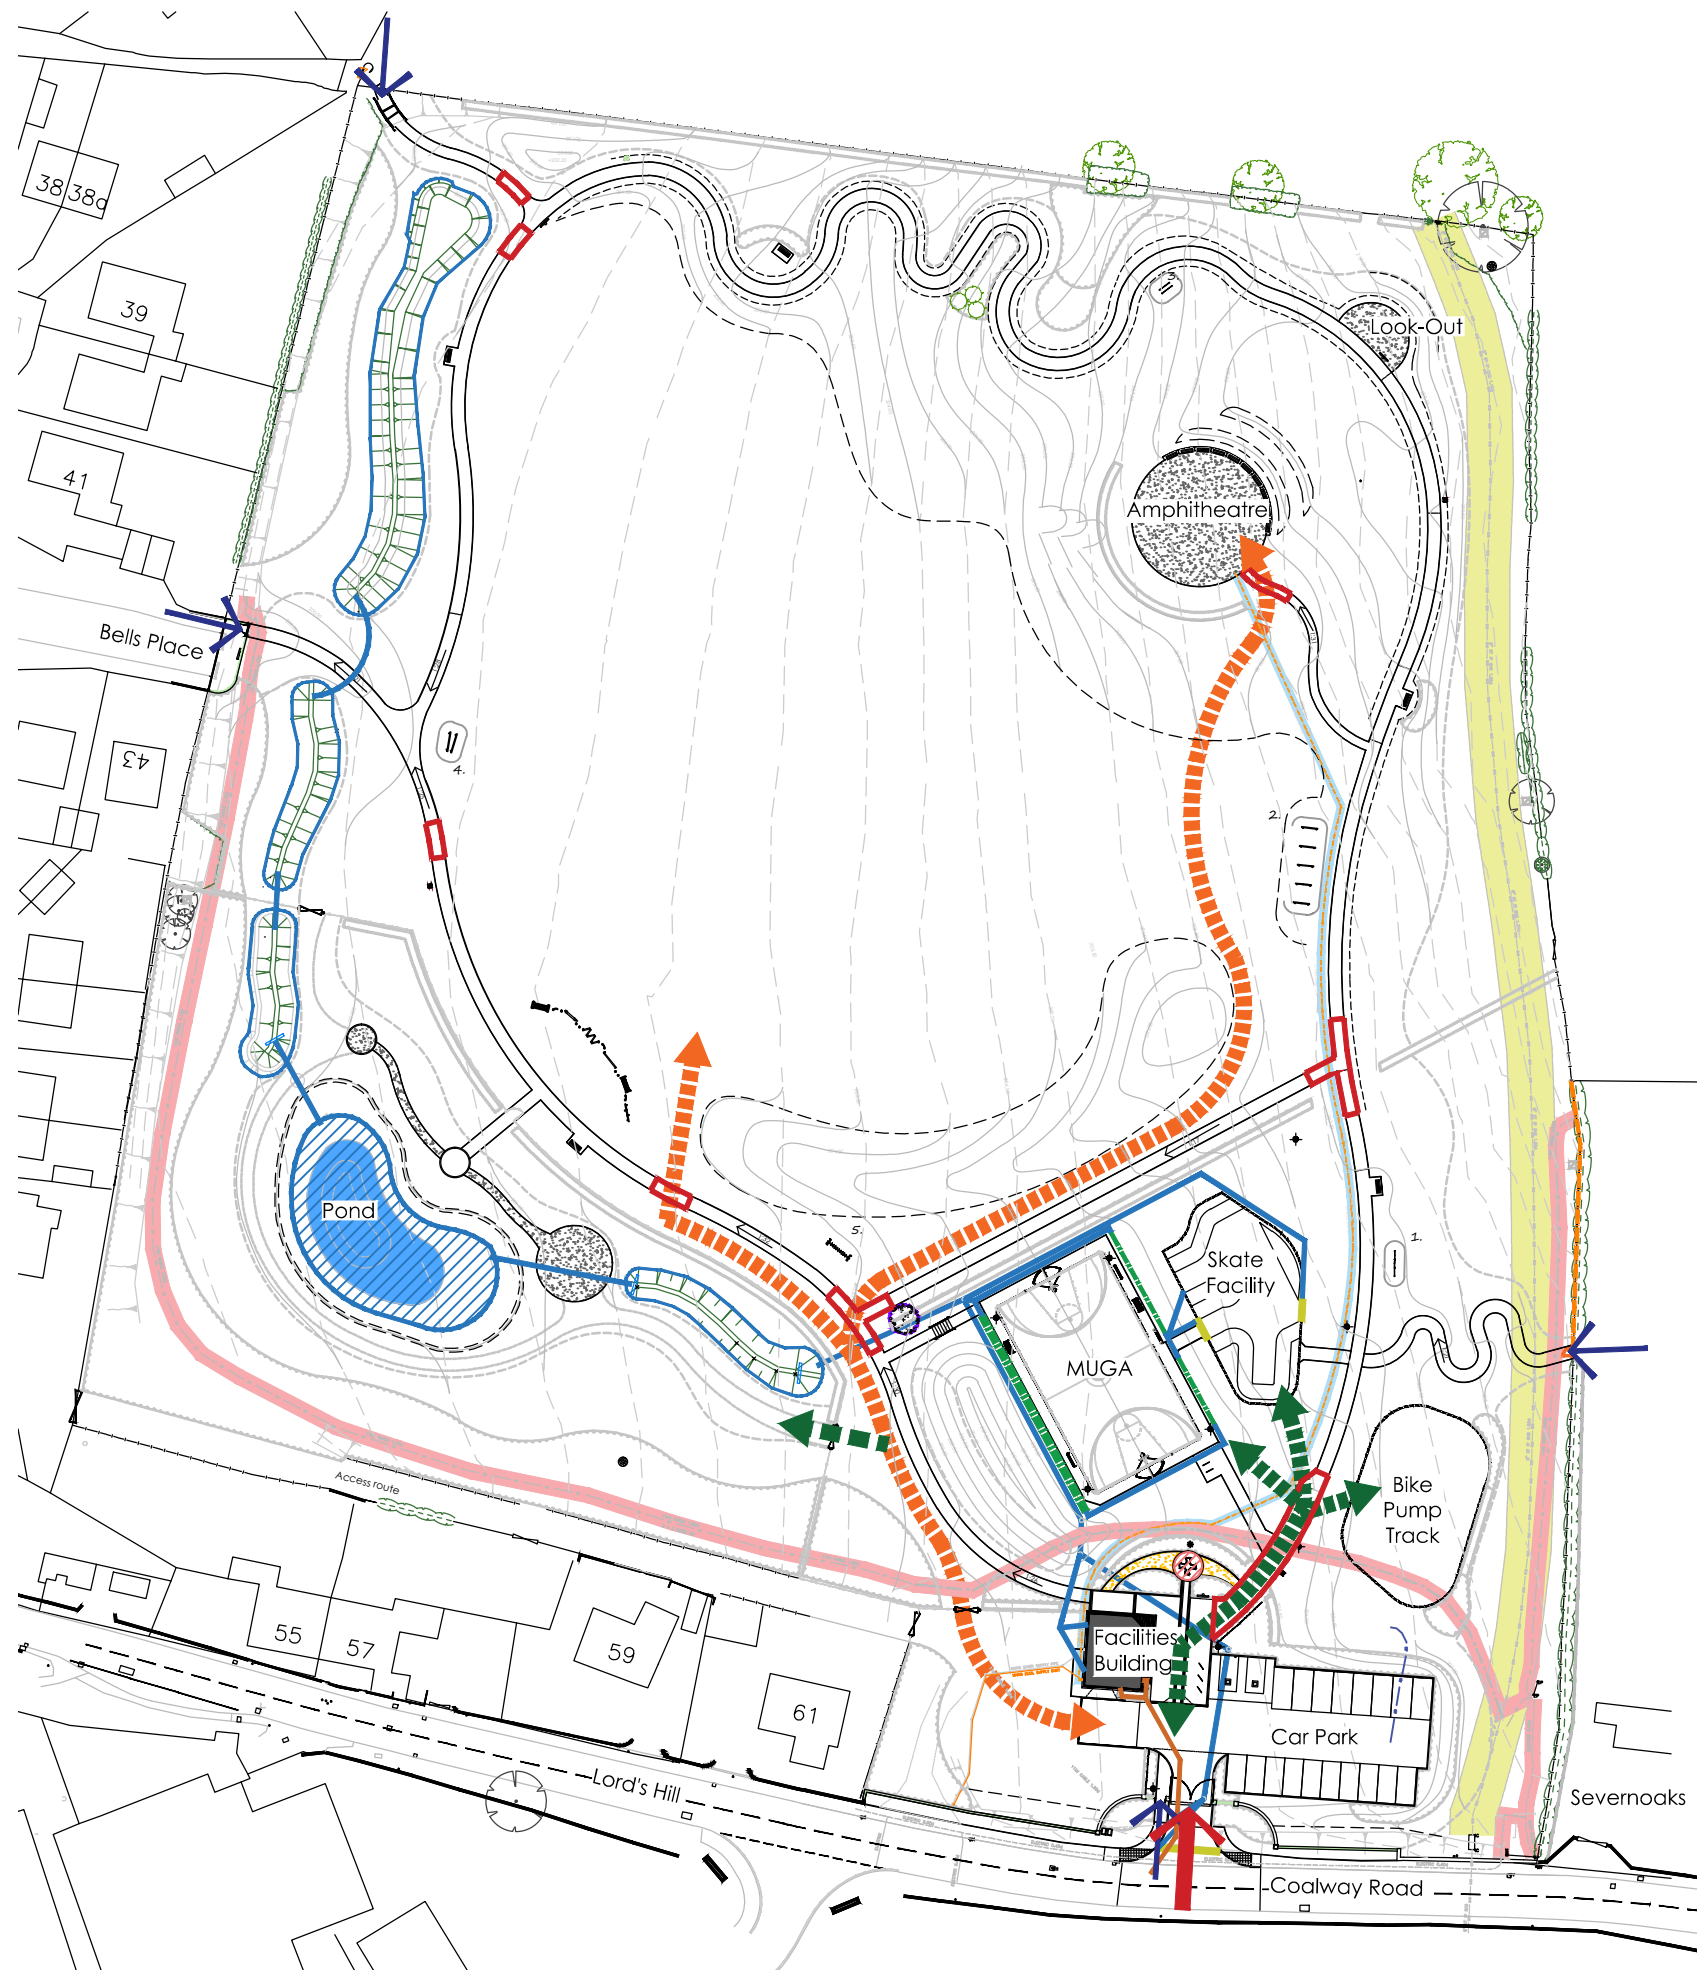 38
38a
39
Look-Out
41
Amphitheatre
Bells Place
43
4.
3.
2.
Pond
5.
1.
Skate
Facility
MUGA
Access route
Bike
Pump
Track
55
57
59
61
Facilities
Building
Car Park
Lord's Hill
Severnoaks
Coalway Road